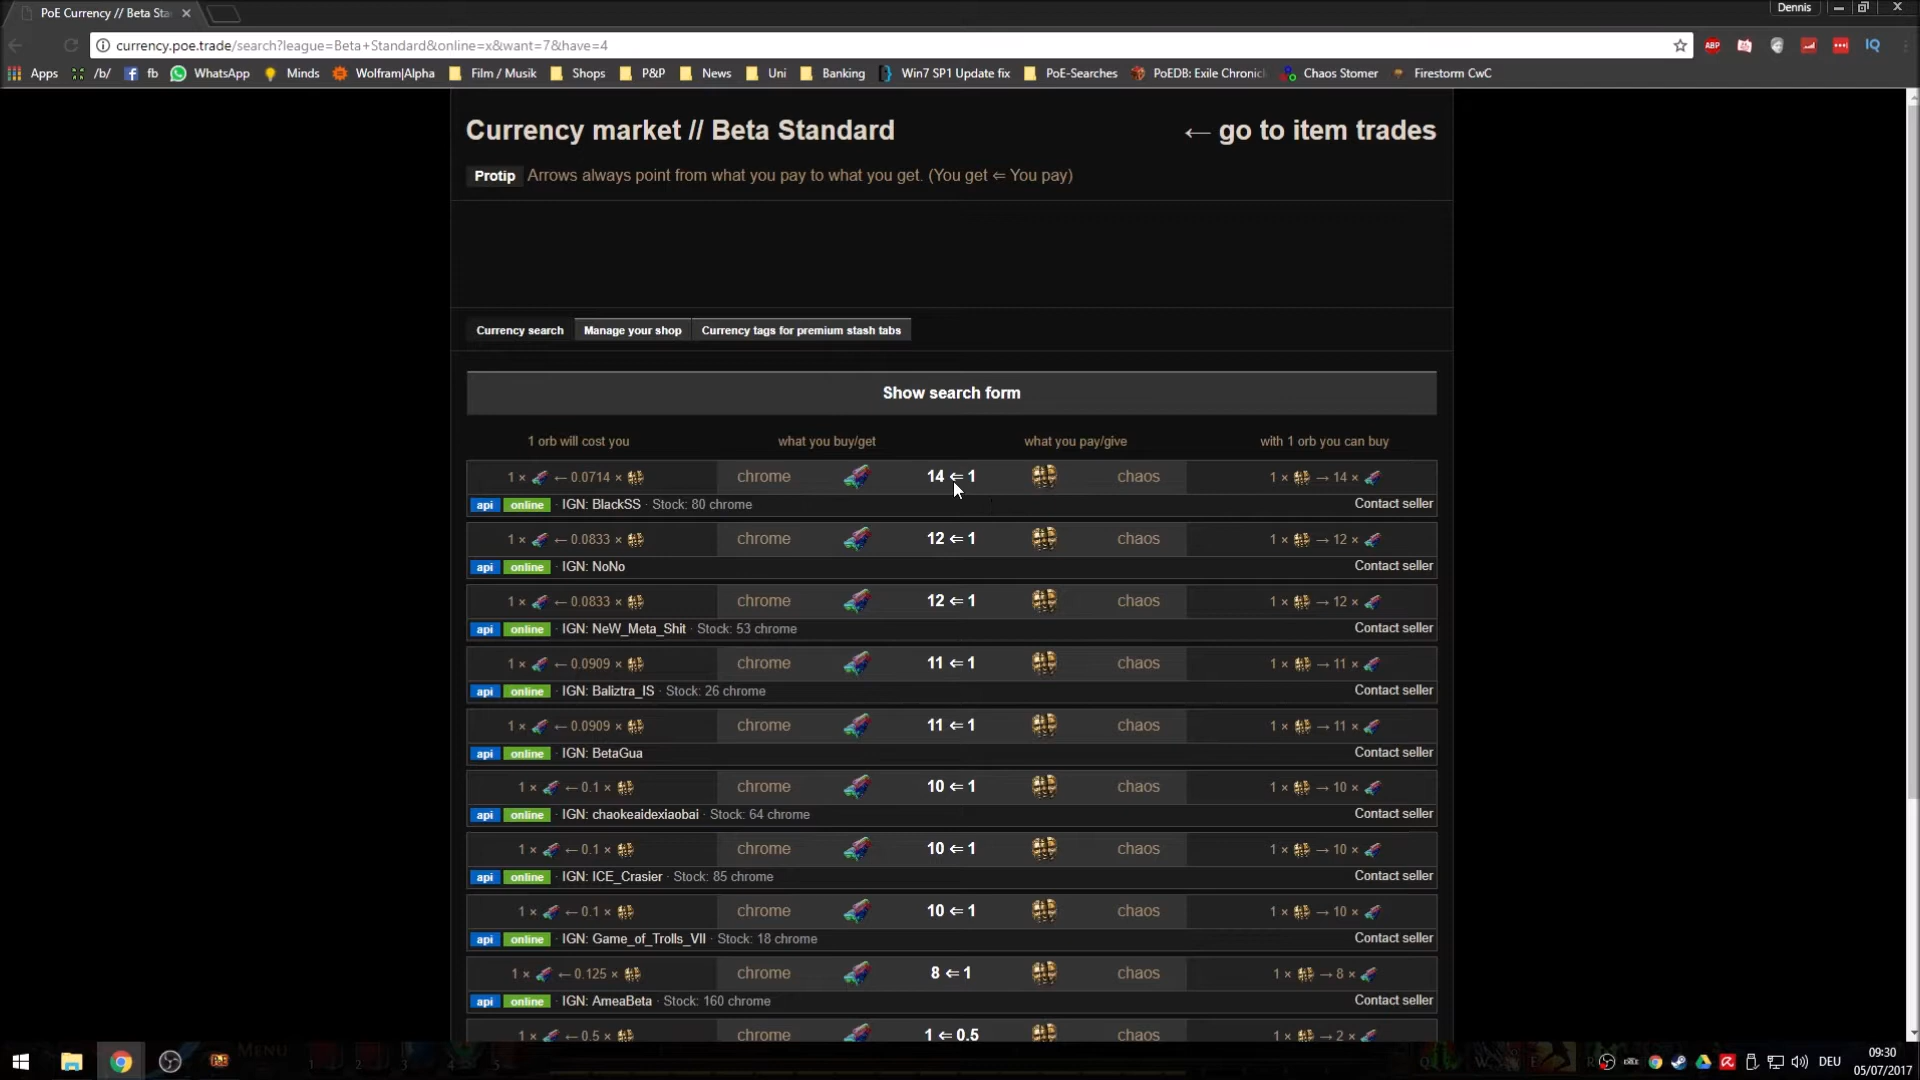 PoE Currency // Beta Sta
Dennis
currency.poe.trade/search?league=Beta+Standard&online=x&want=7&have=4
ABP
IQ
Apps /b/ fb WhatsApp Minds Wolfram|Alpha Film / Musik Shops P&P News Uni Banking Win7 SP1 Update fix PoE-Searches PoEDB: Exile Chronic Chaos Stomer Firestorm CwC
Currency market // Beta Standard
← go to item trades
Protip Arrows always point from what you pay to what you get. (You get ⇐ You pay)
Currency search Manage your shop Currency tags for premium stash tabs
Show search form
1 orb will cost you what you buy/get what you pay/give with 1 orb you can buy
1 × ← 0.0714 × chrome 14 ⇐ 1 chaos 1 × → 14 ×
api online · IGN: BlackSS · Stock: 80 chrome Contact seller
1 × ← 0.0833 × chrome 12 ⇐ 1 chaos 1 × → 12 ×
api online · IGN: NoNo Contact seller
1 × ← 0.0833 × chrome 12 ⇐ 1 chaos 1 × → 12 ×
api online · IGN: NeW_Meta_Shit · Stock: 53 chrome Contact seller
1 × ← 0.0909 × chrome 11 ⇐ 1 chaos 1 × → 11 ×
api online · IGN: Baliztra_IS · Stock: 26 chrome Contact seller
1 × ← 0.0909 × chrome 11 ⇐ 1 chaos 1 × → 11 ×
api online · IGN: BetaGua Contact seller
1 × ← 0.1 × chrome 10 ⇐ 1 chaos 1 × → 10 ×
api online · IGN: chaokeaidexiaobai · Stock: 64 chrome Contact seller
1 × ← 0.1 × chrome 10 ⇐ 1 chaos 1 × → 10 ×
api online · IGN: ICE_Crasier · Stock: 85 chrome Contact seller
1 × ← 0.1 × chrome 10 ⇐ 1 chaos 1 × → 10 ×
api online · IGN: Game_of_Trolls_VII · Stock: 18 chrome Contact seller
1 × ← 0.125 × chrome 8 ⇐ 1 chaos 1 × → 8 ×
api online · IGN: AmeaBeta · Stock: 160 chrome Contact seller
1 × ← 0.5 × chrome 1 ⇐ 0.5 chaos 1 × → 2 ×
MENU 1 2 3 4 5
DEU
09:30
05/07/2017